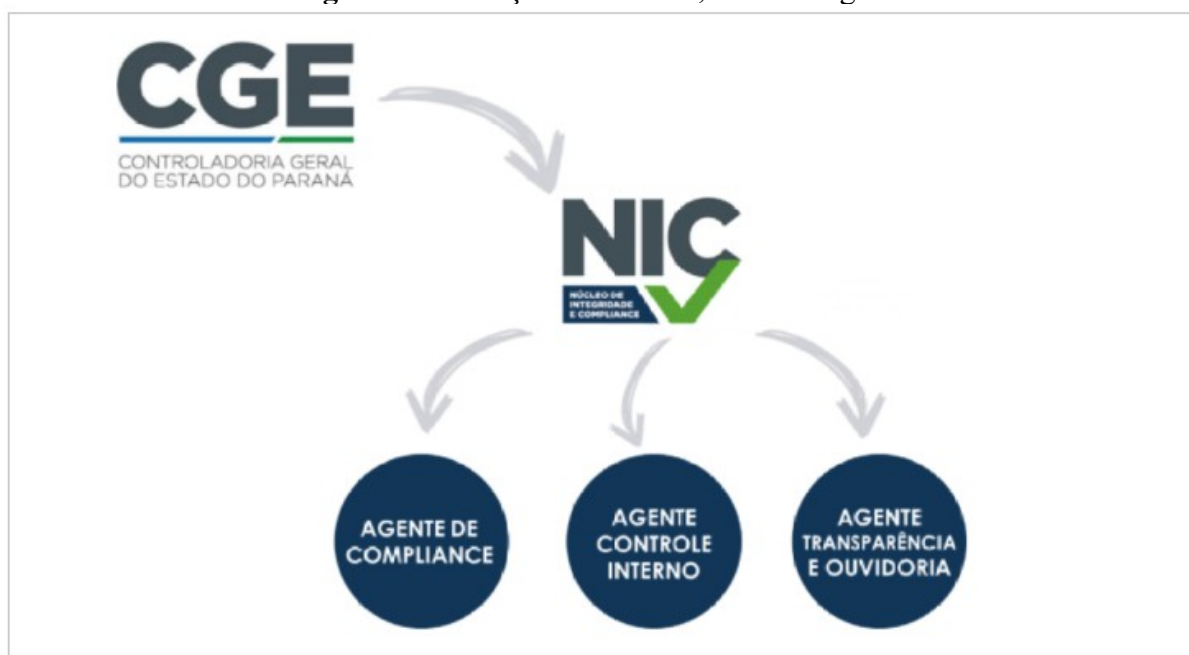 CGE
CONTROLADORIA GERAL
DO ESTADO DO PARANÁ
NIC
NÚCLEO DE
INTEGRIDADE
E COMPLIANCE
AGENTE DE
COMPLIANCE
AGENTE
CONTROLE
INTERNO
AGENTE
TRANSPARÊNCIA
E OUVIDORIA